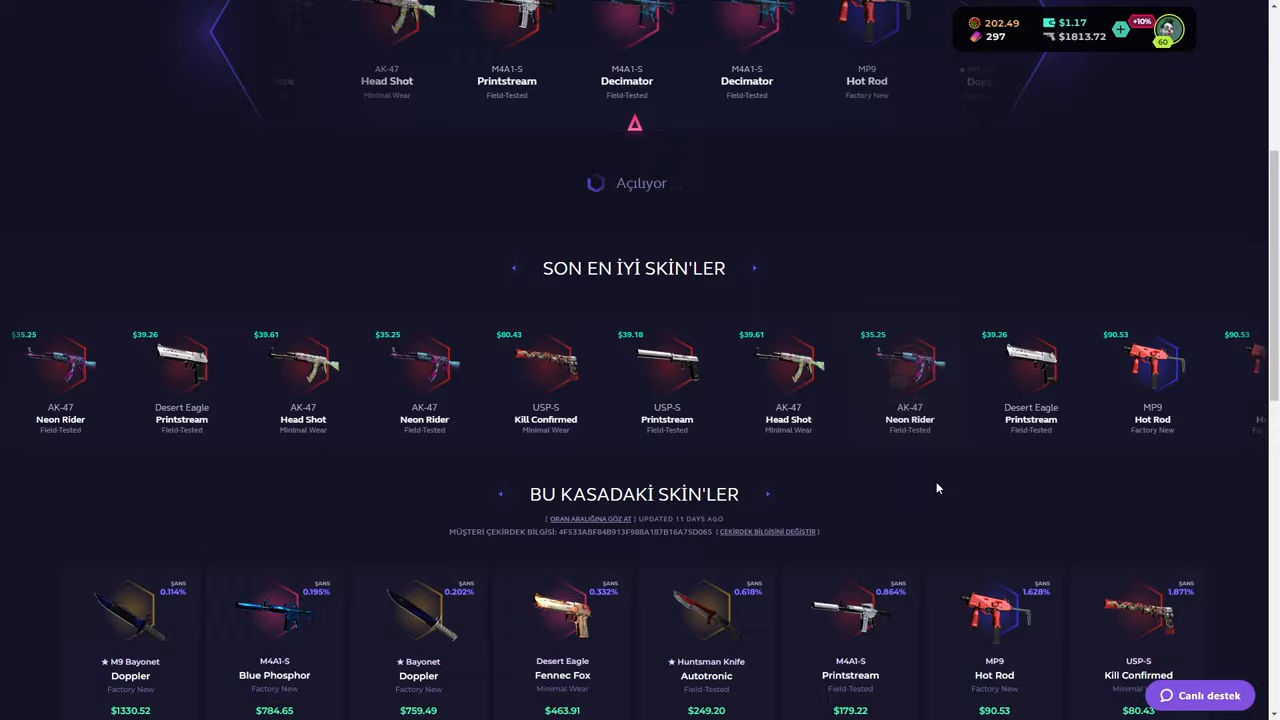 202.49
$1.17
+10%
297
$1813.72
60
AK-47
M4A1-S
M4A1-S
M4A1-S
MP9
Head Shot
Printstream
Decimator
Decimator
Hot Rod
Minimal Wear
Field-Tested
Field-Tested
Field-Tested
Factory New
Açılıyor ...
SON EN İYİ SKİN'LER
$35.25
$39.26
$39.61
$35.25
$80.43
$39.18
$39.61
$35.25
$39.26
$90.53
$90.53
AK-47
Desert Eagle
AK-47
AK-47
USP-S
USP-S
AK-47
AK-47
Desert Eagle
MP9
Neon Rider
Printstream
Head Shot
Neon Rider
Kill Confirmed
Printstream
Head Shot
Neon Rider
Printstream
Hot Rod
Field-Tested
Field-Tested
Minimal Wear
Field-Tested
Minimal Wear
Field-Tested
Minimal Wear
Field-Tested
Field-Tested
Factory New
BU KASADAKİ SKİN'LER
[ ORAN ARALIĞINA GÖZ AT ] UPDATED 11 DAYS AGO
MÜŞTERİ ÇEKİRDEK BİLGİSİ: 4F533ABF84B913F988A187B16A75D065 [ ÇEKİRDEK BİLGİSİNİ DEĞİŞTİR ]
ŞANS
ŞANS
ŞANS
ŞANS
ŞANS
ŞANS
ŞANS
ŞANS
0.114%
0.195%
0.202%
0.332%
0.618%
0.864%
1.628%
1.871%
★ M9 Bayonet
M4A1-S
★ Bayonet
Desert Eagle
★ Huntsman Knife
M4A1-S
MP9
USP-S
Doppler
Blue Phosphor
Doppler
Fennec Fox
Autotronic
Printstream
Hot Rod
Kill Confirmed
Factory New
Factory New
Factory New
Minimal Wear
Field-Tested
Field-Tested
Factory New
Minimal
$1330.52
$784.65
$759.49
$463.91
$249.20
$179.22
$90.53
$80.43
Canlı destek